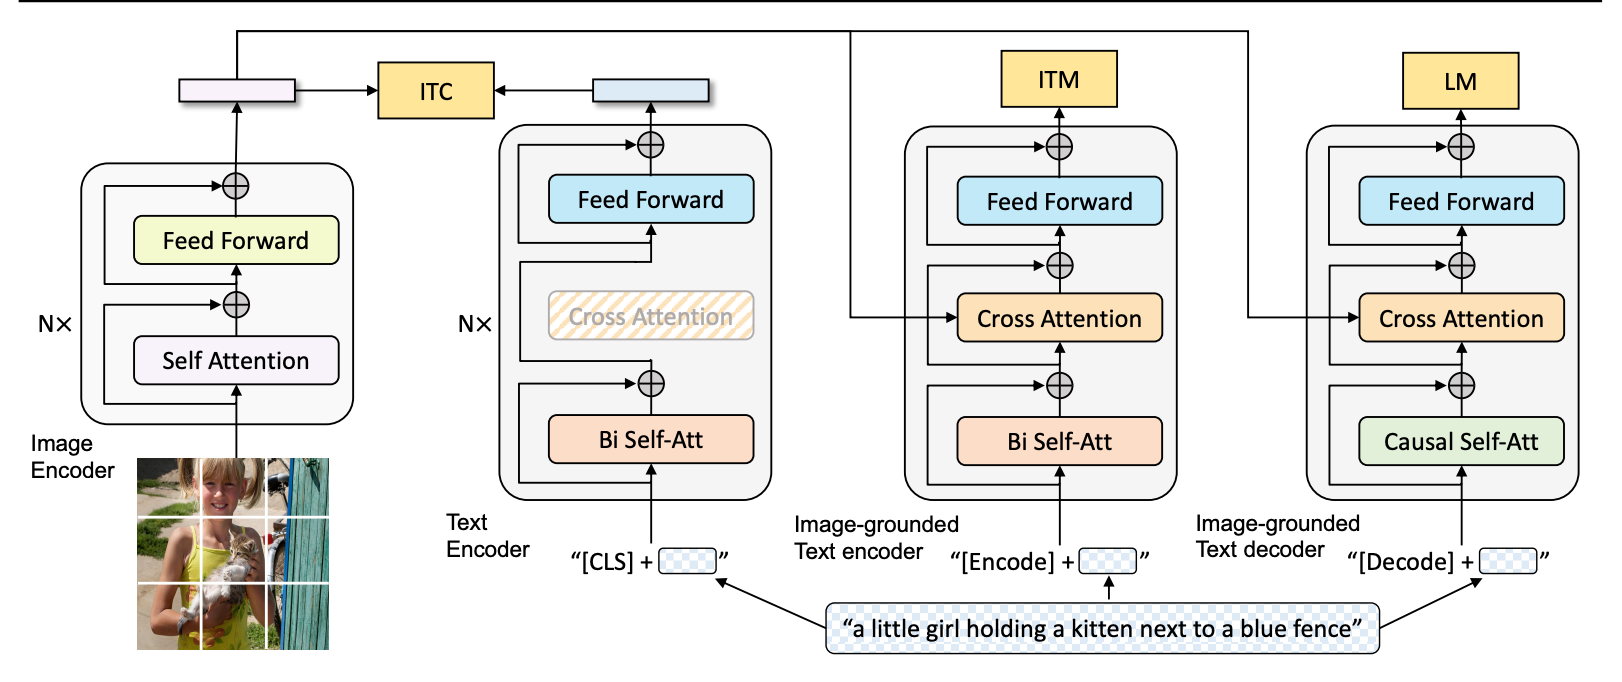 ITC
ITM
LM
Feed Forward
Self Attention
N×
Image
Encoder
Feed Forward
Cross Attention
Bi Self-Att
N×
Text
Encoder
“[CLS] + ”
Feed Forward
Cross Attention
Bi Self-Att
Image-grounded
Text encoder
“[Encode] + ”
Feed Forward
Cross Attention
Causal Self-Att
Image-grounded
Text decoder
“[Decode] + ”
“a little girl holding a kitten next to a blue fence”